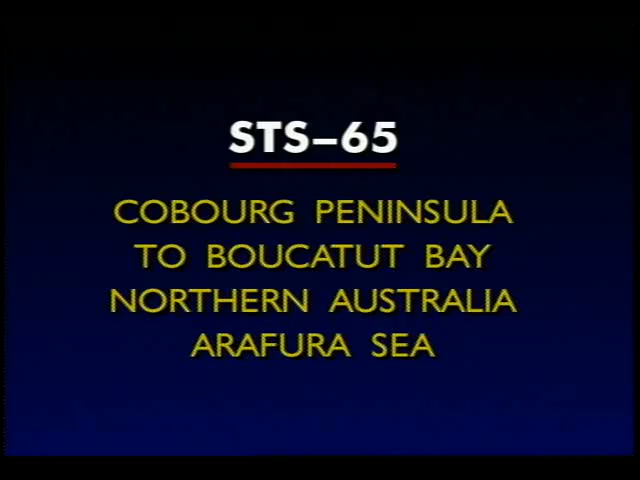 STS-65
COBOURG PENINSULA
TO BOUCATUT BAY
NORTHERN AUSTRALIA
ARAFURA SEA